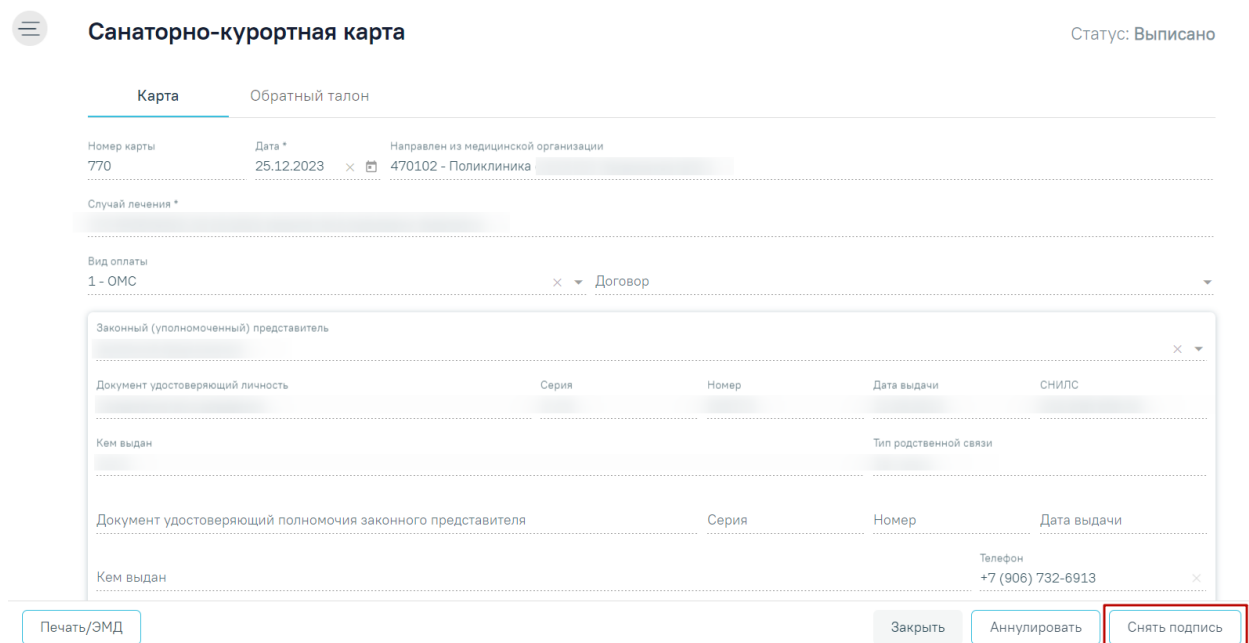 Санаторно-курортная карта
Статус: Выписано
Карта Обратный талон
Номер карты Дата * Направлен из медицинской организации
770 25.12.2023 470102 - Поликлиника
Случай лечения *
Вид оплаты
1 - ОМС Договор
Законный (уполномоченный) представитель
Документ удостоверяющий личность Серия Номер Дата выдачи СНИЛС
Кем выдан Тип родственной связи
Документ удостоверяющий полномочия законного представителя Серия Номер Дата выдачи
Телефон
Кем выдан +7 (906) 732-6913
Печать/ЭМД Закрыть Аннулировать Снять подпись